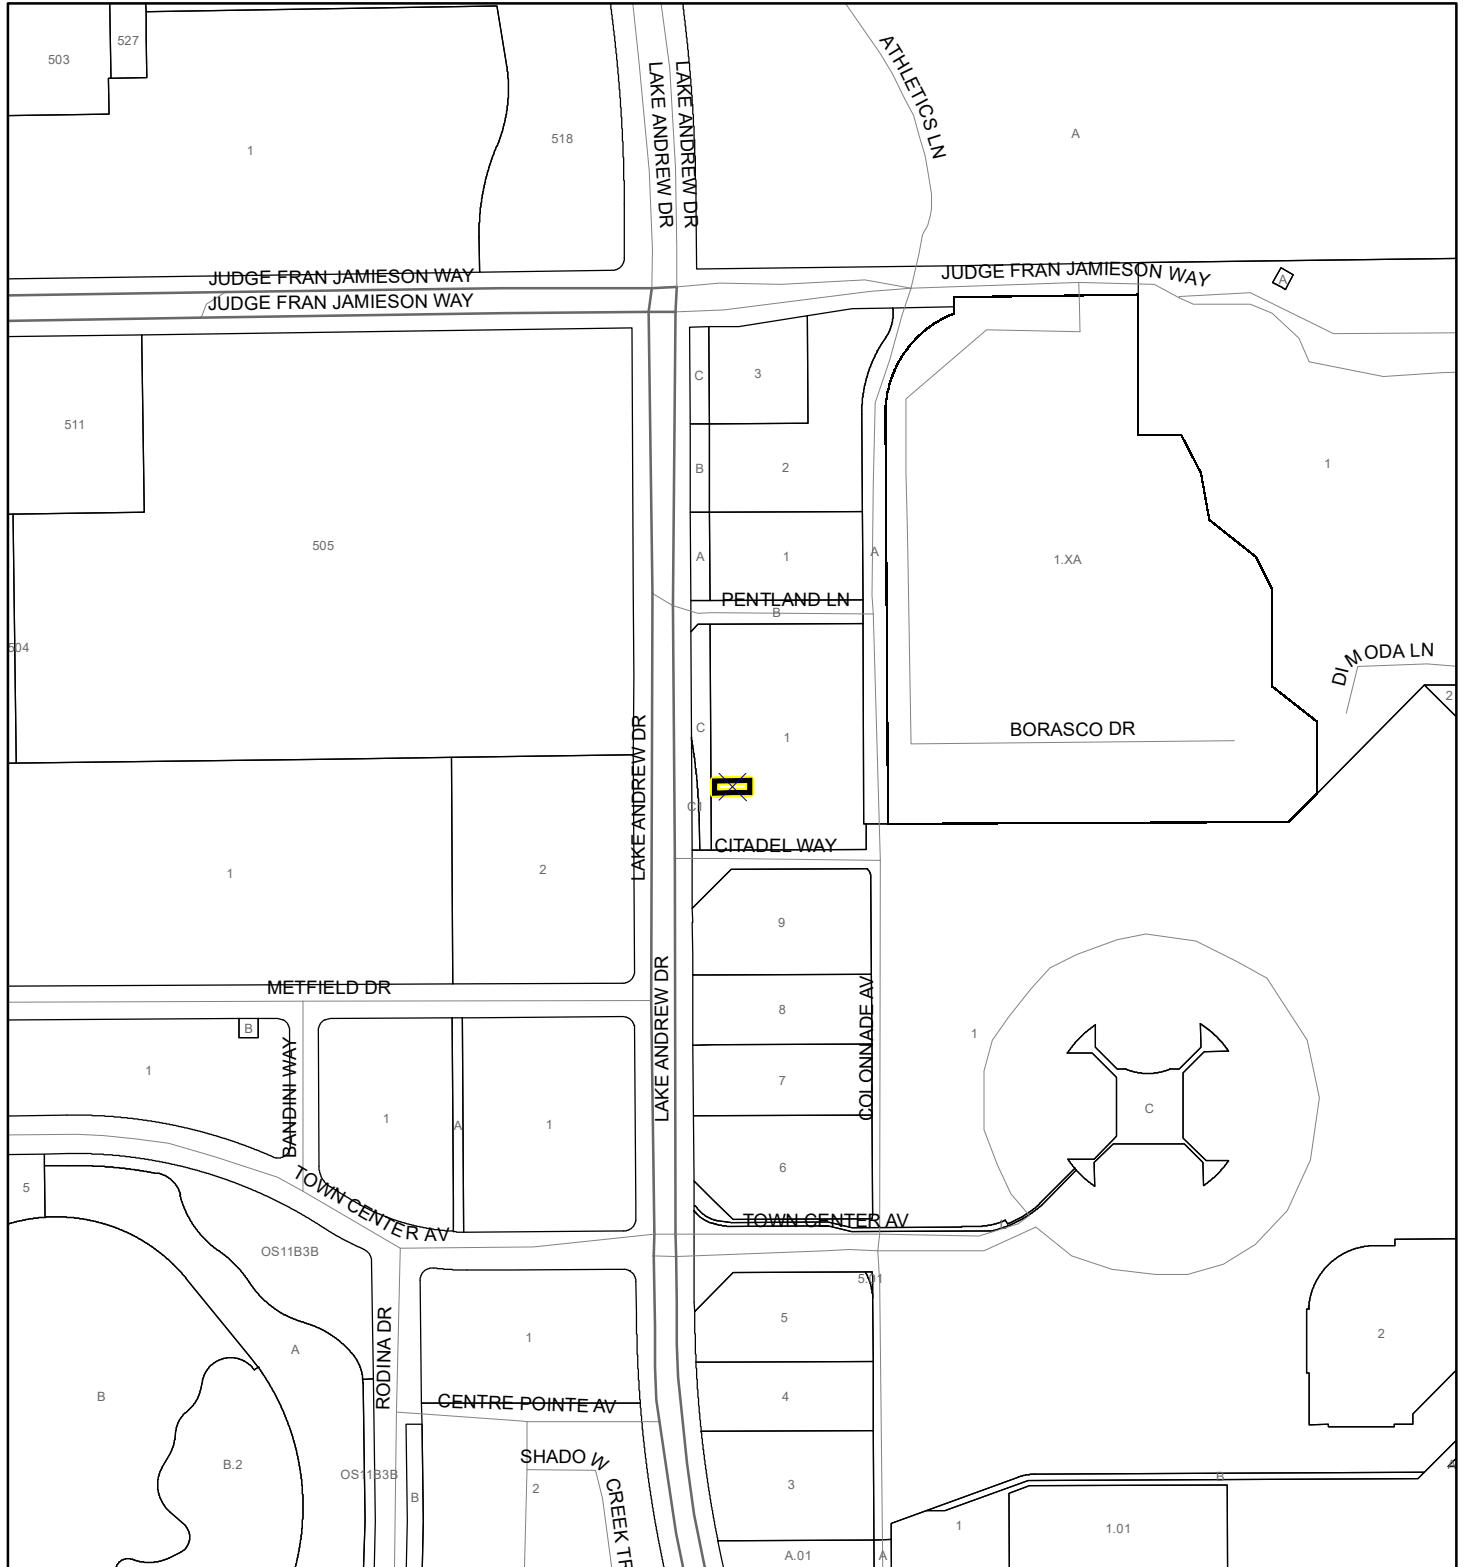 527
503
LAKE ANDREW DR
LAKE ANDREW DR
ATHLETICS LN
1
518
A
JUDGE FRAN JAMIESON WAY
JUDGE FRAN JAMIESON WAY
JUDGE FRAN JAMIESON WAY
A
C
3
511
B
2
1
505
A
1
A
1.XA
PENTLAND LN
B
504
DI MODA LN
2
LAKE ANDREW DR
C
1
BORASCO DR
C1
CITADEL WAY
1
2
9
METFIELD DR
LAKE ANDREW DR
COLONNADE AV
8
1
B
BANDINI WAY
1
7
1
A
1
C
6
5
TOWN CENTER AV
TOWN CENTER AV
OS11B3B
5.01
RODINA DR
1
5
2
A
B
CENTRE POINTE AV
4
B.2
OS11B3B
SHADOW CREEK TR
2
B
3
B
1
1.01
A.01
A